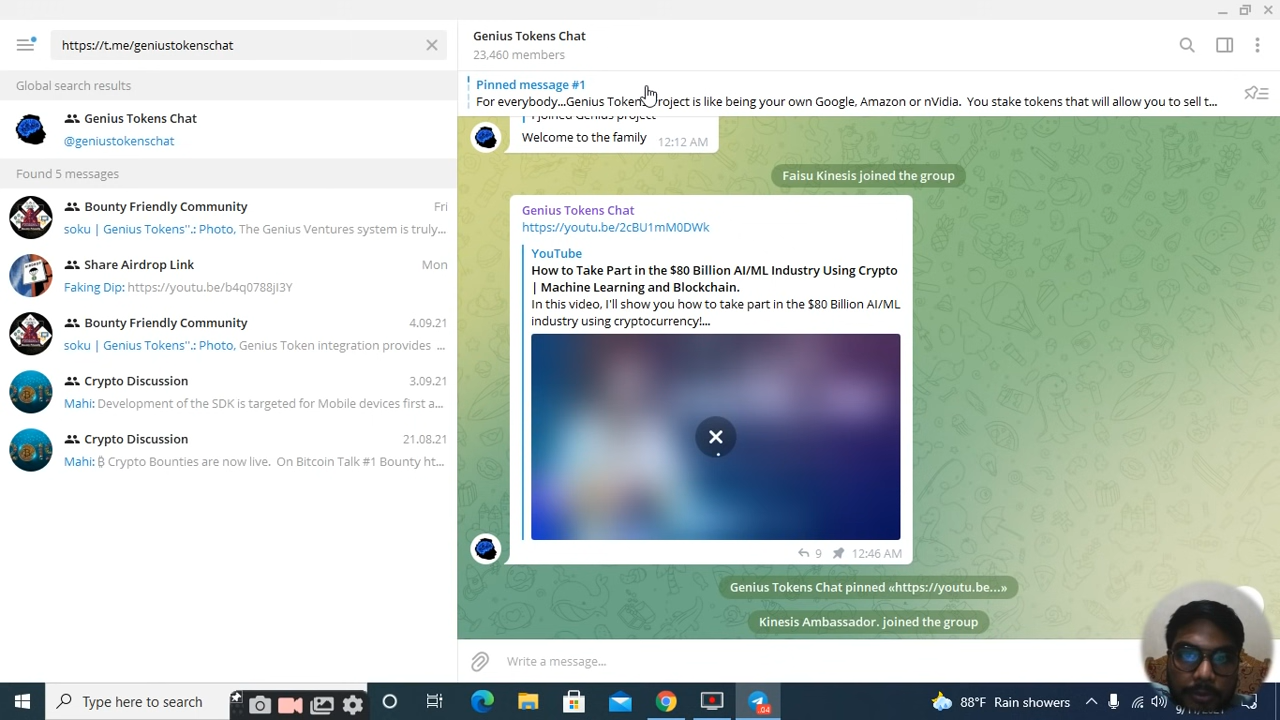 https://t.me/geniustokenschat
Global search results
Genius Tokens Chat
@geniustokenschat
Found 5 messages
Bounty Friendly Community
Fri
soku | Genius Tokens".: Photo, The Genius Ventures system is truly...
Share Airdrop Link
Mon
Faking Dip: https://youtu.be/b4q0788jI3Y
Bounty Friendly Community
4.09.21
soku | Genius Tokens".: Photo, Genius Token integration provides ...
Crypto Discussion
3.09.21
Mahi: Development of the SDK is targeted for Mobile devices first a...
Crypto Discussion
21.08.21
Mahi: ₿ Crypto Bounties are now live. On Bitcoin Talk #1 Bounty ht...
Genius Tokens Chat
23,460 members
Pinned message #1
For everybody...Genius Tokens Project is like being your own Google, Amazon or nVidia. You stake tokens that will allow you to sell t...
I joined Genius project
Welcome to the family
12:12 AM
Faisu Kinesis joined the group
Genius Tokens Chat
https://youtu.be/2cBU1mM0DWk
YouTube
How to Take Part in the $80 Billion AI/ML Industry Using Crypto
| Machine Learning and Blockchain.
In this video, I'll show you how to take part in the $80 Billion AI/ML
industry using cryptocurrency!...
9
12:46 AM
Genius Tokens Chat pinned «https://youtu.be...»
Kinesis Ambassador. joined the group
Write a message...
Type here to search
.04
88°F Rain showers